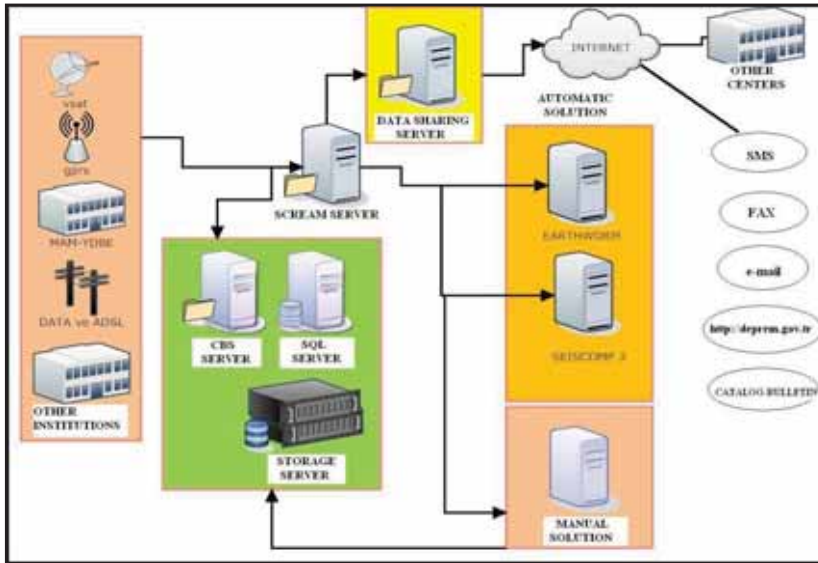 vsat
gprs
MAM-YDBE
DATA ve ADSL
OTHER
INSTITUTIONS
SCREAM SERVER
DATA SHARING
SERVER
CBS
SERVER
SQL
SERVER
STORAGE
SERVER
INTERNET
AUTOMATIC
SOLUTION
EARTHWORM
SEISCOMP 3
MANUAL
SOLUTION
OTHER
CENTERS
SMS
FAX
e-mail
http://deprem.gov.tr
CATALOG-BULLETIN